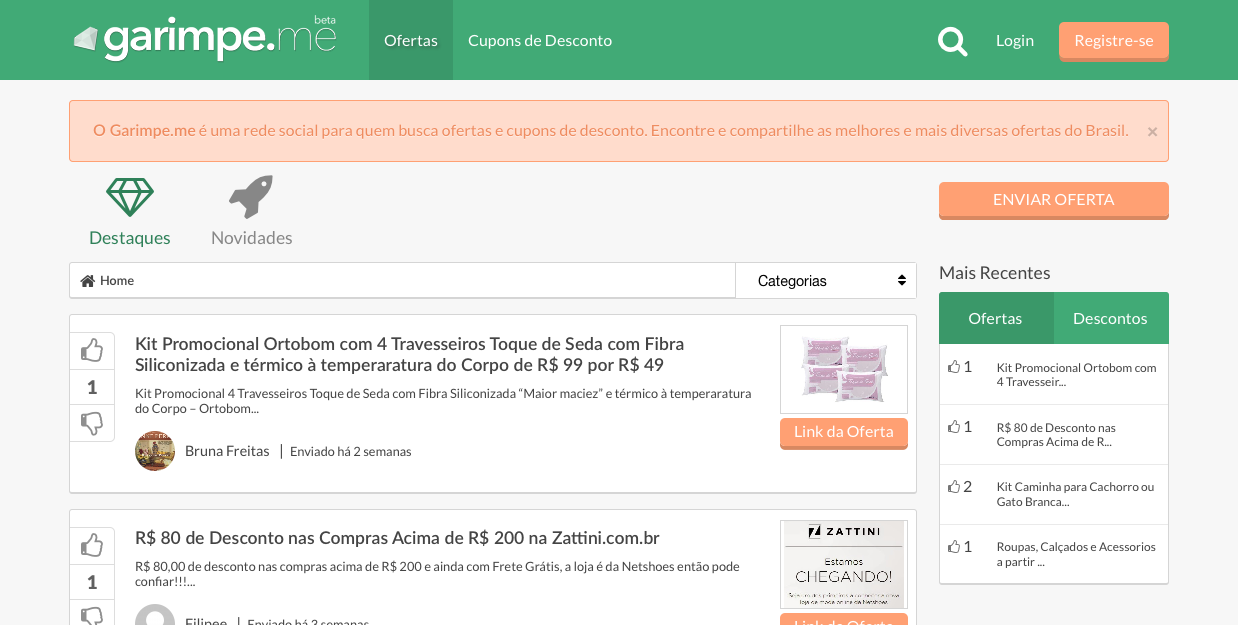 garimpe.me
beta
Ofertas
Cupons de Desconto
Login
Registre-se
O Garimpe.me é uma rede social para quem busca ofertas e cupons de desconto. Encontre e compartilhe as melhores e mais diversas ofertas do Brasil.
×
Destaques
Novidades
ENVIAR OFERTA
Home
Categorias
Kit Promocional Ortobom com 4 Travesseiros Toque de Seda com Fibra
Siliconizada e térmico à temperaratura do Corpo de R$ 99 por R$ 49
1
Kit Promocional 4 Travesseiros Toque de Seda com Fibra Siliconizada “Maior maciez” e térmico à temperaratura
do Corpo – Ortobom...
Bruna Freitas | Enviado há 2 semanas
Link da Oferta
R$ 80 de Desconto nas Compras Acima de R$ 200 na Zattini.com.br
1
R$ 80,00 de desconto nas compras acima de R$ 200 e ainda com Frete Grátis, a loja é da Netshoes então pode
confiar!!!...
Filipee | Enviado há 3 semanas
ZATTINI
Estamos
CHEGANDO!
loja de moda online da Netshoes
Link da Oferta
Mais Recentes
Ofertas
Descontos
1
Kit Promocional Ortobom com
4 Travesseir...
1
R$ 80 de Desconto nas
Compras Acima de R...
2
Kit Caminha para Cachorro ou
Gato Branca...
1
Roupas, Calçados e Acessorios
a partir ...